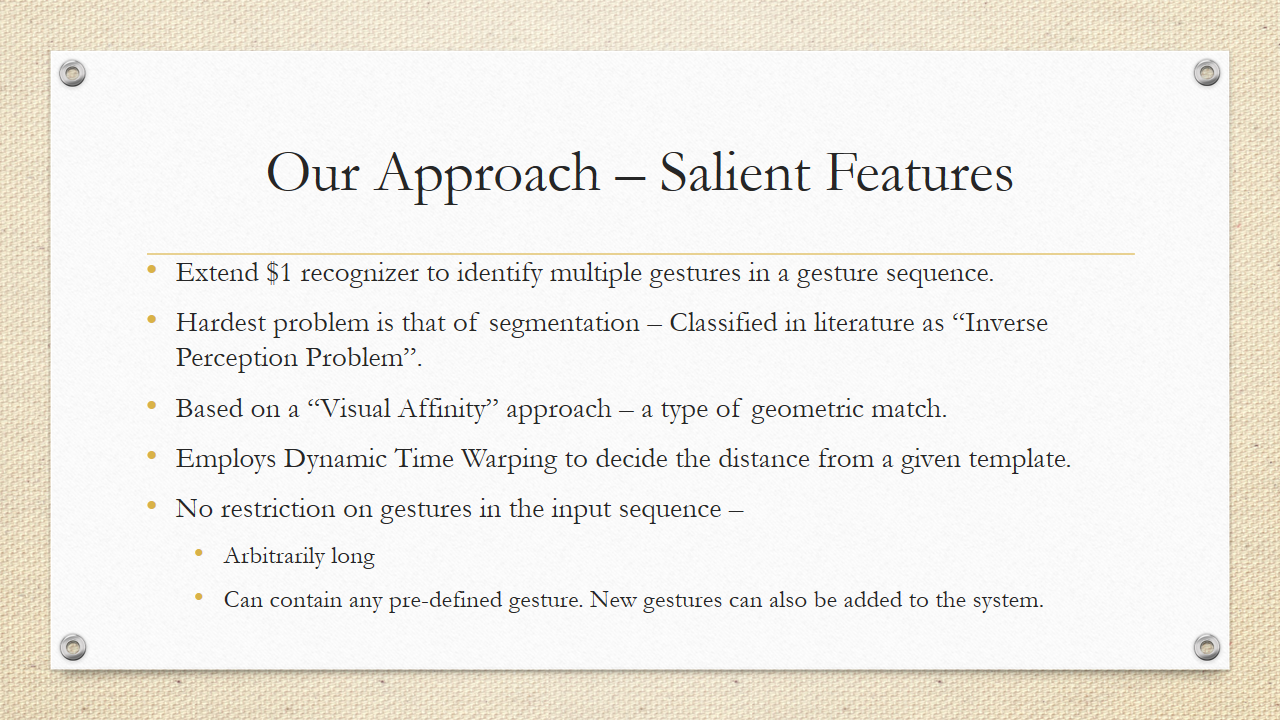 Our Approach – Salient Features
• Extend $1 recognizer to identify multiple gestures in a gesture sequence.
• Hardest problem is that of segmentation – Classified in literature as “Inverse
Perception Problem”.
• Based on a “Visual Affinity” approach – a type of geometric match.
• Employs Dynamic Time Warping to decide the distance from a given template.
• No restriction on gestures in the input sequence –
• Arbitrarily long
• Can contain any pre-defined gesture. New gestures can also be added to the system.